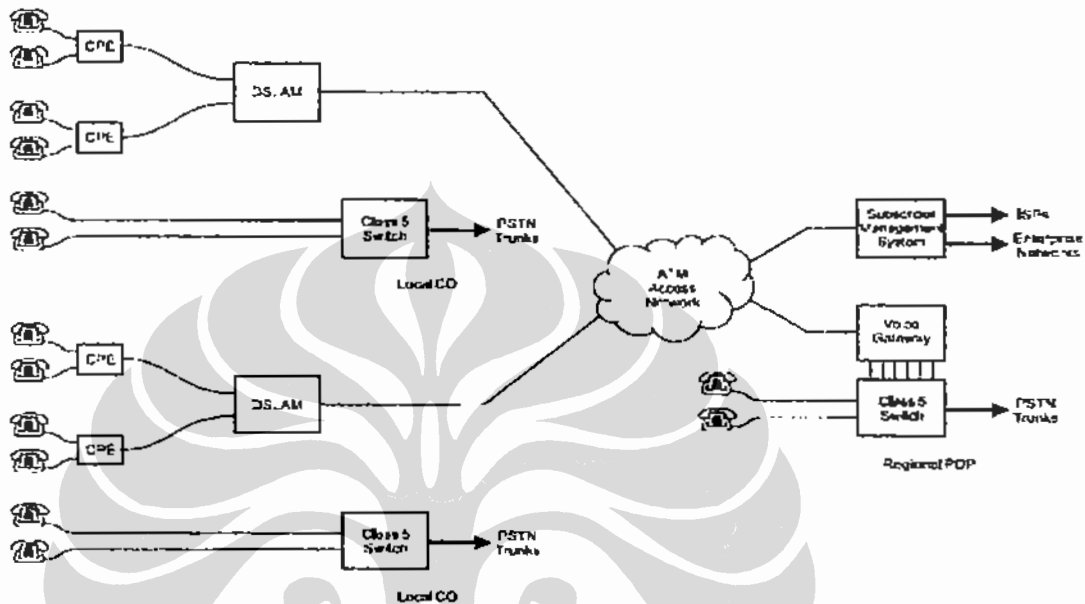 CPE
DSLAM
CPE
Class 5
Switch
PSTN
Trunks
Local CO
ATM
Access
Network
Subscriber
Management
System
ISPs
Enterprise
Networks
Voice
Gateway
Class 5
Switch
PSTN
Trunks
Regional POP
CPE
DSLAM
CPE
Class 5
Switch
PSTN
Trunks
Local CO